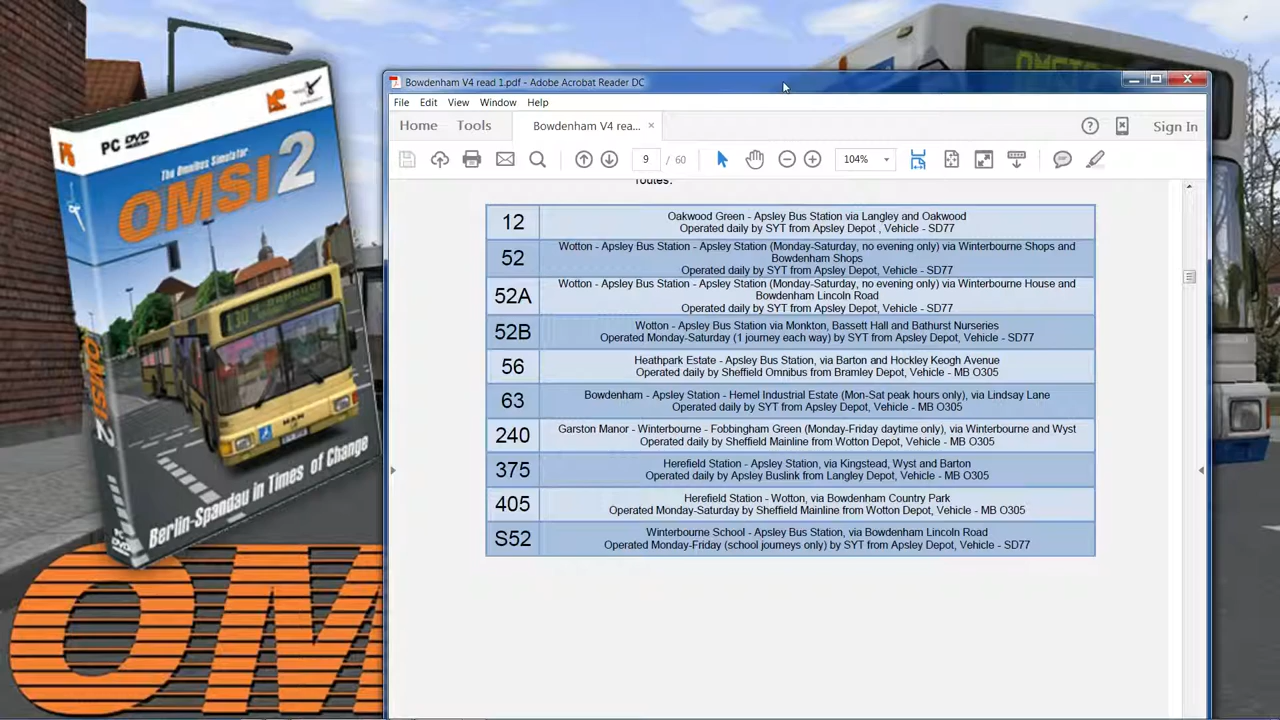 Bowdenham V4 read 1.pdf - Adobe Acrobat Reader DC
File Edit View Window Help
Home Tools Bowdenham V4 rea... × Sign In
9 / 60 104%
routes:
12 Oakwood Green - Apsley Bus Station via Langley and Oakwood
Operated daily by SYT from Apsley Depot , Vehicle - SD77
52 Wotton - Apsley Bus Station - Apsley Station (Monday-Saturday, no evening only) via Winterbourne Shops and
Bowdenham Shops
Operated daily by SYT from Apsley Depot, Vehicle - SD77
52A Wotton - Apsley Bus Station - Apsley Station (Monday-Saturday, no evening only) via Winterbourne House and
Bowdenham Lincoln Road
Operated daily by SYT from Apsley Depot, Vehicle - SD77
52B Wotton - Apsley Bus Station via Monkton, Bassett Hall and Bathurst Nurseries
Operated Monday-Saturday (1 journey each way) by SYT from Apsley Depot, Vehicle - SD77
56 Heathpark Estate - Apsley Bus Station, via Barton and Hockley Keogh Avenue
Operated daily by Sheffield Omnibus from Bramley Depot, Vehicle - MB O305
63 Bowdenham - Apsley Station - Hemel Industrial Estate (Mon-Sat peak hours only), via Lindsay Lane
Operated daily by SYT from Apsley Depot, Vehicle - MB O305
240 Garston Manor - Winterbourne - Fobbingham Green (Monday-Friday daytime only), via Winterbourne and Wyst
Operated daily by Sheffield Mainline from Wotton Depot, Vehicle - MB O305
375 Herefield Station - Apsley Station, via Kingstead, Wyst and Barton
Operated daily by Apsley Buslink from Langley Depot, Vehicle - MB O305
405 Herefield Station - Wotton, via Bowdenham Country Park
Operated Monday-Saturday by Sheffield Mainline from Wotton Depot, Vehicle - MB O305
S52 Winterbourne School - Apsley Bus Station, via Bowdenham Lincoln Road
Operated Monday-Friday (school journeys only) by SYT from Apsley Depot, Vehicle - SD77
PC DVD
The Omnibus Simulator
OMSI 2
MAN
Berlin-Spandau in Times of Change
OMSI 2